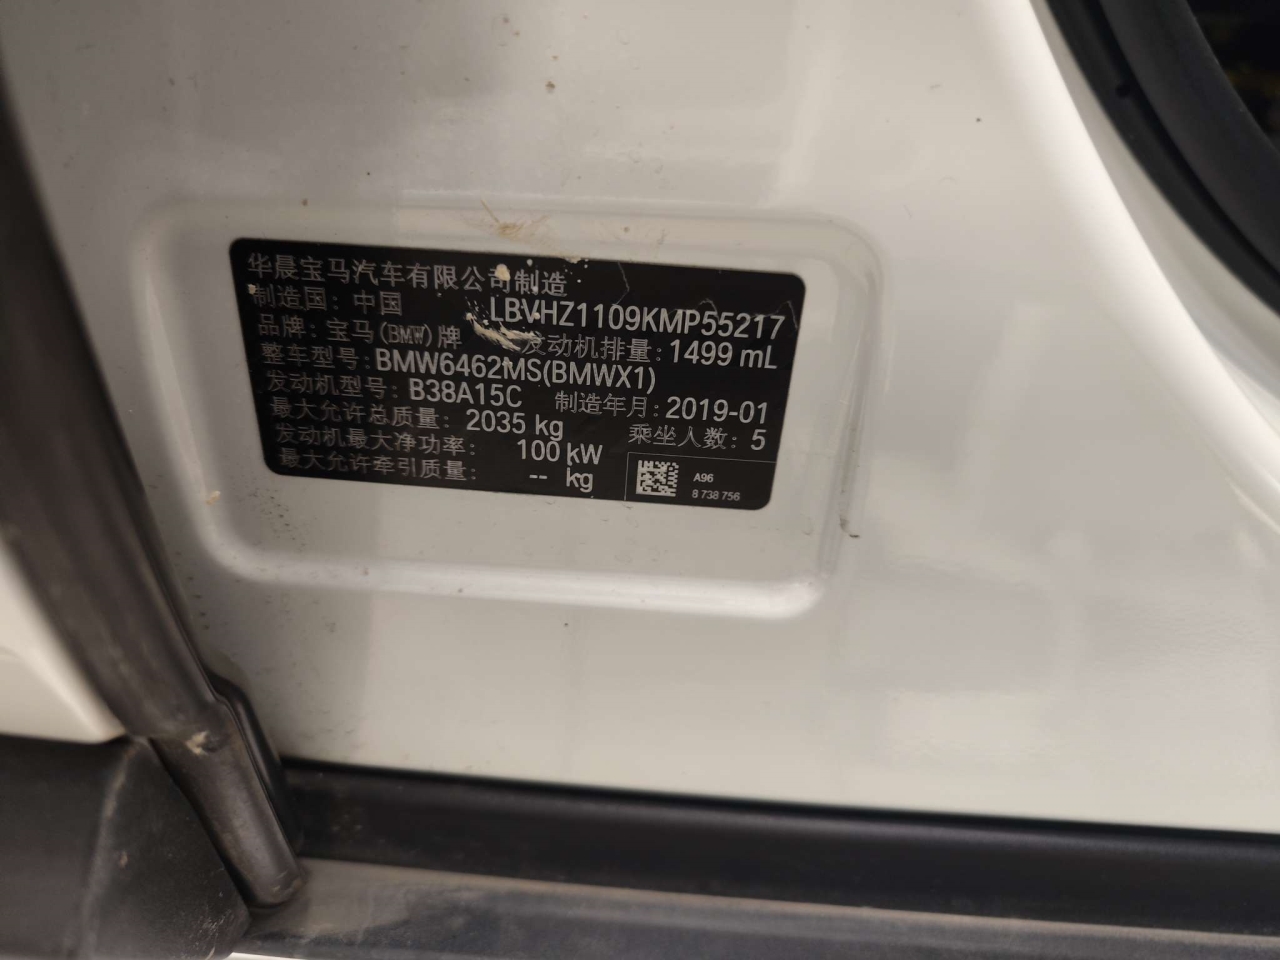 华晨宝马汽车有限公司制造
制造国: 中国 LBVHZ1109KMP55217
品牌: 宝马(BMW)牌 发动机排量: 1499 mL
整车型号: BMW6462MS(BMWX1)
发动机型号: B38A15C 制造年月: 2019-01
最大允许总质量: 2035 kg 乘坐人数: 5
发动机最大净功率: 100 kW
最大允许牵引质量: -- kg
A96
8 738 756